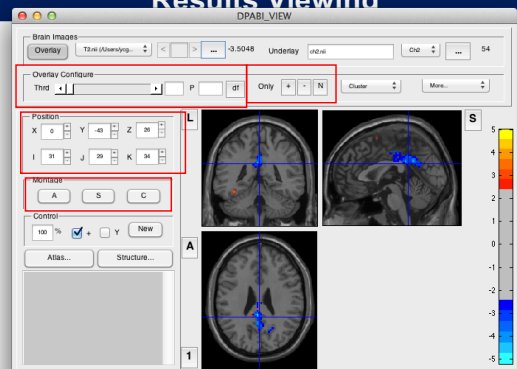 Results Viewing
DPABI_VIEW
Brain Images
Overlay T2.nii (/Users/ycg... < > ... -3.5048 Underlay ch2.nii Ch2 ... 54
Overlay Configure
Thrd P df Only + - N Cluster More...
Position
X 0 Y -43 Z 26
I 31 J 29 K 34
Montage
A S C
Control
100 % + Y New
Atlas... Structure...
L
S
A
1
5
4
3
2
1
0
-1
-2
-3
-4
-5